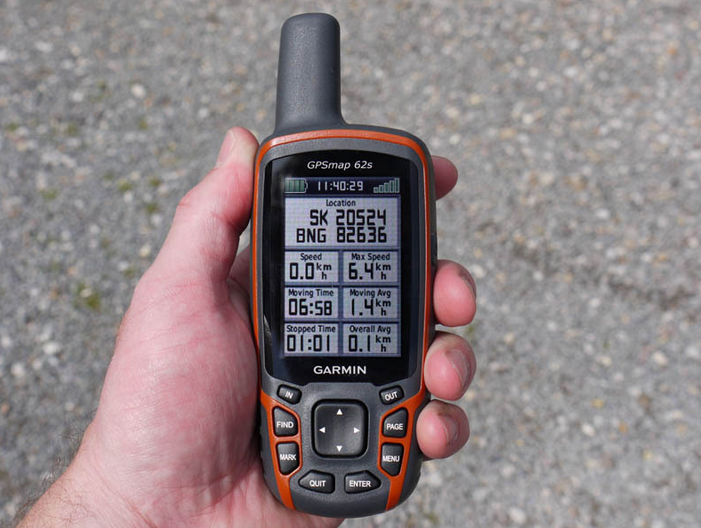 GPSmap 62s
11:40:29
Location
SK 20524
BNG 82636
Speed Max Speed
0.0 km/h 6.4 km/h
Moving Time Moving Avg
06:58 1.4 km/h
Stopped Time Overall Avg
01:01 0.1 km/h
GARMIN
IN OUT
FIND PAGE
MARK MENU
QUIT ENTER